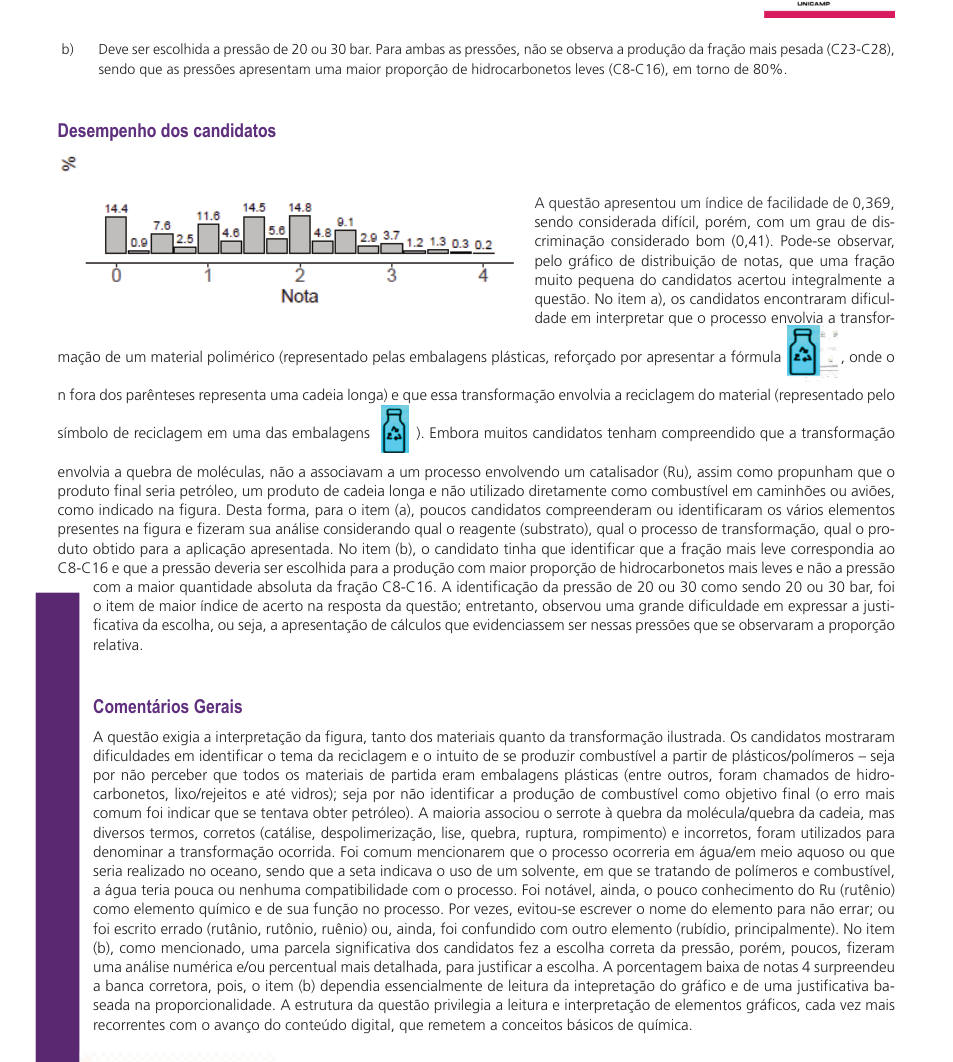 UNICAMP
b) Deve ser escolhida a pressão de 20 ou 30 bar. Para ambas as pressões, não se observa a produção da fração mais pesada (C23-C28),
sendo que as pressões apresentam uma maior proporção de hidrocarbonetos leves (C8-C16), em torno de 80%.
Desempenho dos candidatos
%
14.4 0.9 7.6 2.5 11.6 4.6 14.5 5.6 14.8 4.8 9.1 2.9 3.7 1.2 1.3 0.3 0.2
0 1 2 3 4
Nota
A questão apresentou um índice de facilidade de 0,369,
sendo considerada difícil, porém, com um grau de dis-
criminação considerado bom (0,41). Pode-se observar,
pelo gráfico de distribuição de notas, que uma fração
muito pequena do candidatos acertou integralmente a
questão. No item a), os candidatos encontraram dificul-
dade em interpretar que o processo envolvia a transfor-
mação de um material polimérico (representado pelas embalagens plásticas, reforçado por apresentar a fórmula , onde o
n fora dos parênteses representa uma cadeia longa) e que essa transformação envolvia a reciclagem do material (representado pelo
símbolo de reciclagem em uma das embalagens ). Embora muitos candidatos tenham compreendido que a transformação
envolvia a quebra de moléculas, não a associavam a um processo envolvendo um catalisador (Ru), assim como propunham que o
produto final seria petróleo, um produto de cadeia longa e não utilizado diretamente como combustível em caminhões ou aviões,
como indicado na figura. Desta forma, para o item (a), poucos candidatos compreenderam ou identificaram os vários elementos
presentes na figura e fizeram sua análise considerando qual o reagente (substrato), qual o processo de transformação, qual o pro-
duto obtido para a aplicação apresentada. No item (b), o candidato tinha que identificar que a fração mais leve correspondia ao
C8-C16 e que a pressão deveria ser escolhida para a produção com maior proporção de hidrocarbonetos mais leves e não a pressão
com a maior quantidade absoluta da fração C8-C16. A identificação da pressão de 20 ou 30 como sendo 20 ou 30 bar, foi
o item de maior índice de acerto na resposta da questão; entretanto, observou uma grande dificuldade em expressar a justi-
ficativa da escolha, ou seja, a apresentação de cálculos que evidenciassem ser nessas pressões que se observaram a proporção
relativa.
Comentários Gerais
A questão exigia a interpretação da figura, tanto dos materiais quanto da transformação ilustrada. Os candidatos mostraram
dificuldades em identificar o tema da reciclagem e o intuito de se produzir combustível a partir de plásticos/polímeros – seja
por não perceber que todos os materiais de partida eram embalagens plásticas (entre outros, foram chamados de hidro-
carbonetos, lixo/rejeitos e até vidros); seja por não identificar a produção de combustível como objetivo final (o erro mais
comum foi indicar que se tentava obter petróleo). A maioria associou o serrote à quebra da molécula/quebra da cadeia, mas
diversos termos, corretos (catálise, despolimerização, lise, quebra, ruptura, rompimento) e incorretos, foram utilizados para
denominar a transformação ocorrida. Foi comum mencionarem que o processo ocorreria em água/em meio aquoso ou que
seria realizado no oceano, sendo que a seta indicava o uso de um solvente, em que se tratando de polímeros e combustível,
a água teria pouca ou nenhuma compatibilidade com o processo. Foi notável, ainda, o pouco conhecimento do Ru (rutênio)
como elemento químico e de sua função no processo. Por vezes, evitou-se escrever o nome do elemento para não errar; ou
foi escrito errado (rutânio, rutônio, ruênio) ou, ainda, foi confundido com outro elemento (rubídio, principalmente). No item
(b), como mencionado, uma parcela significativa dos candidatos fez a escolha correta da pressão, porém, poucos, fizeram
uma análise numérica e/ou percentual mais detalhada, para justificar a escolha. A porcentagem baixa de notas 4 surpreendeu
a banca corretora, pois, o item (b) dependia essencialmente de leitura da intepretação do gráfico e de uma justificativa ba-
seada na proporcionalidade. A estrutura da questão privilegia a leitura e interpretação de elementos gráficos, cada vez mais
recorrentes com o avanço do conteúdo digital, que remetem a conceitos básicos de química.